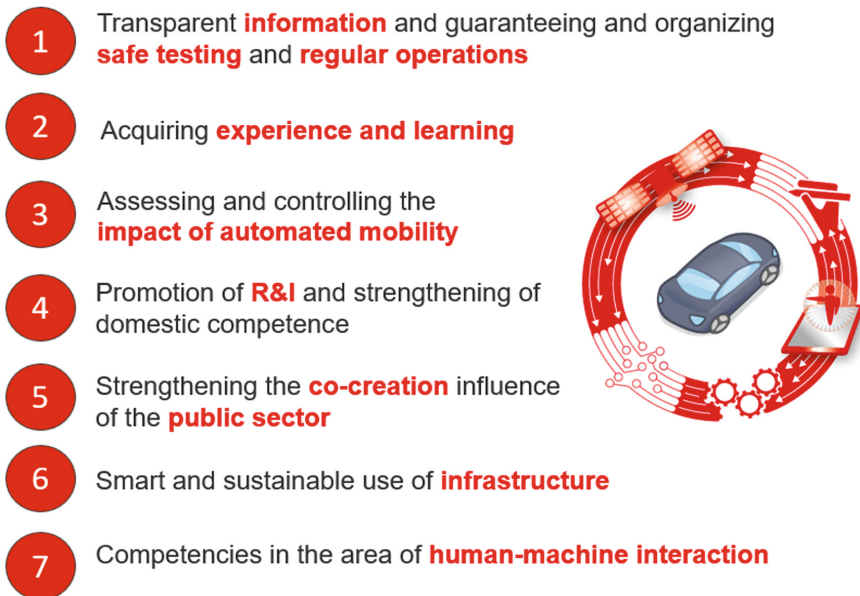 1
Transparent information and guaranteeing and organizing
safe testing and regular operations
2
Acquiring experience and learning
3
Assessing and controlling the
impact of automated mobility
4
Promotion of R&I and strengthening of
domestic competence
5
Strengthening the co-creation influence
of the public sector
6
Smart and sustainable use of infrastructure
7
Competencies in the area of human-machine interaction